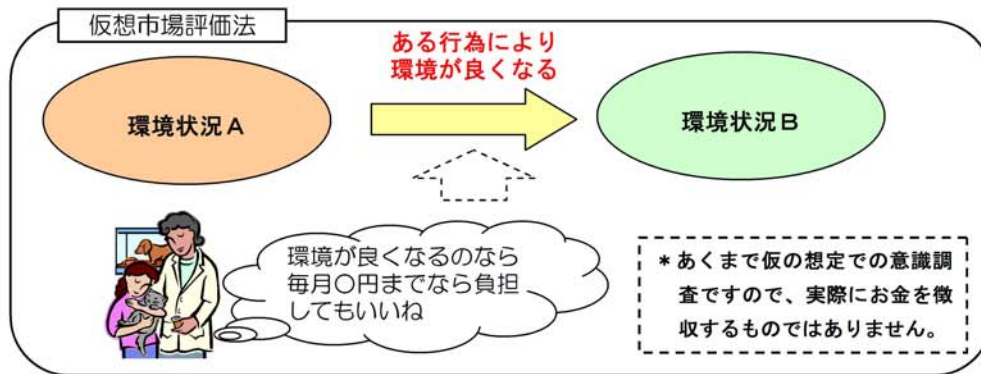 仮想市場評価法
ある行為により
環境が良くなる
環境状況A
環境状況B
環境が良くなるのなら
毎月〇円までなら負担
してもいいね
*あくまで仮の想定での意識調
査ですので、実際にお金を徴
収するものではありません。